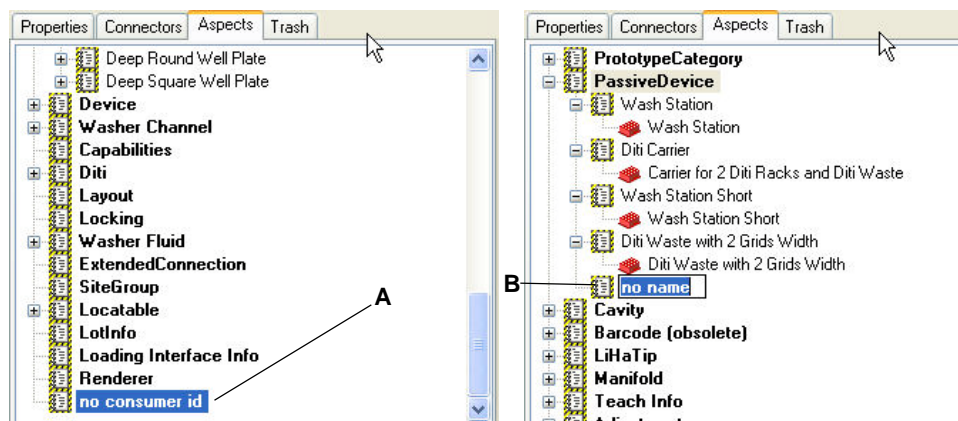 Properties Connectors Aspects Trash
Deep Round Well Plate
Deep Square Well Plate
Device
Washer Channel
Capabilities
Diti
Layout
Locking
Washer Fluid
ExtendedConnection
SiteGroup
Locatable
LotInfo
Loading Interface Info
Renderer
no consumer id
A
Properties Connectors Aspects Trash
PrototypeCategory
PassiveDevice
Wash Station
Wash Station
Diti Carrier
Carrier for 2 Diti Racks and Diti Waste
Wash Station Short
Wash Station Short
Diti Waste with 2 Grids Width
Diti Waste with 2 Grids Width
B
no name
Cavity
Barcode (obsolete)
LiHaTip
Manifold
Teach Info